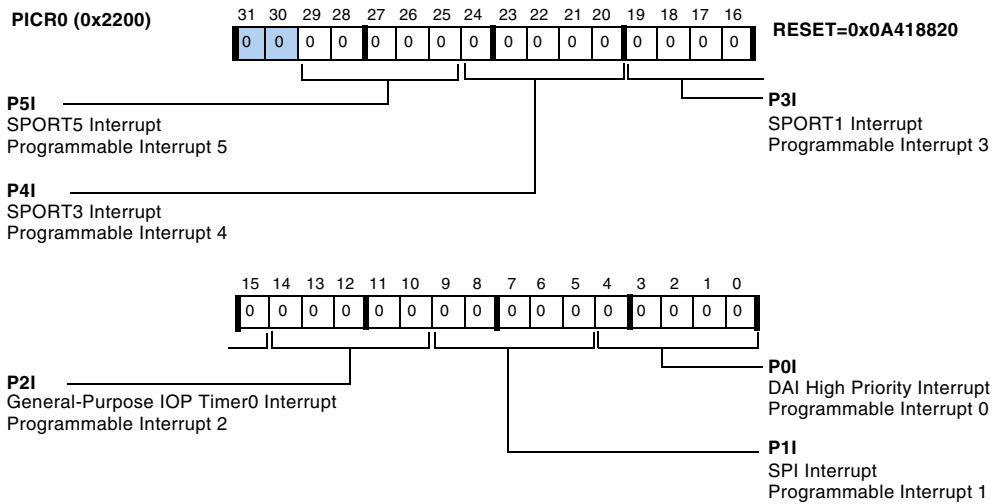 PICR0 (0x2200)
31 30 29 28 27 26 25 24 23 22 21 20 19 18 17 16
0 0 0 0 0 0 0 0 0 0 0 0 0 0 0 0
RESET=0x0A418820
P5I
SPORT5 Interrupt
Programmable Interrupt 5
P3I
SPORT1 Interrupt
Programmable Interrupt 3
P4I
SPORT3 Interrupt
Programmable Interrupt 4
15 14 13 12 11 10 9 8 7 6 5 4 3 2 1 0
0 0 0 0 0 0 0 0 0 0 0 0 0 0 0 0
P2I
General-Purpose IOP Timer0 Interrupt
Programmable Interrupt 2
P0I
DAI High Priority Interrupt
Programmable Interrupt 0
P1I
SPI Interrupt
Programmable Interrupt 1